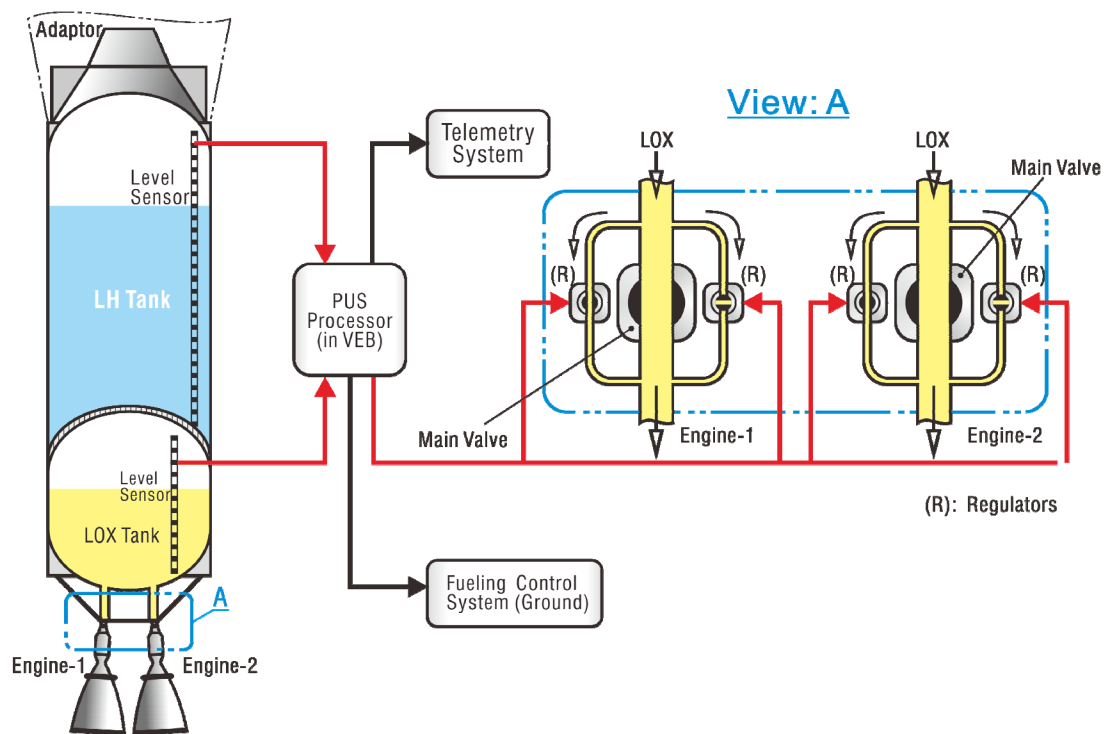 Adaptor
Level
Sensor
LH Tank
Level
Sensor
LOX Tank
A
Engine-1
Engine-2
Telemetry
System
PUS
Processor
(in VEB)
Fueling Control
System (Ground)
View: A
LOX
LOX
Main Valve
(R)
(R)
(R)
(R)
Main Valve
Engine-1
Engine-2
(R): Regulators